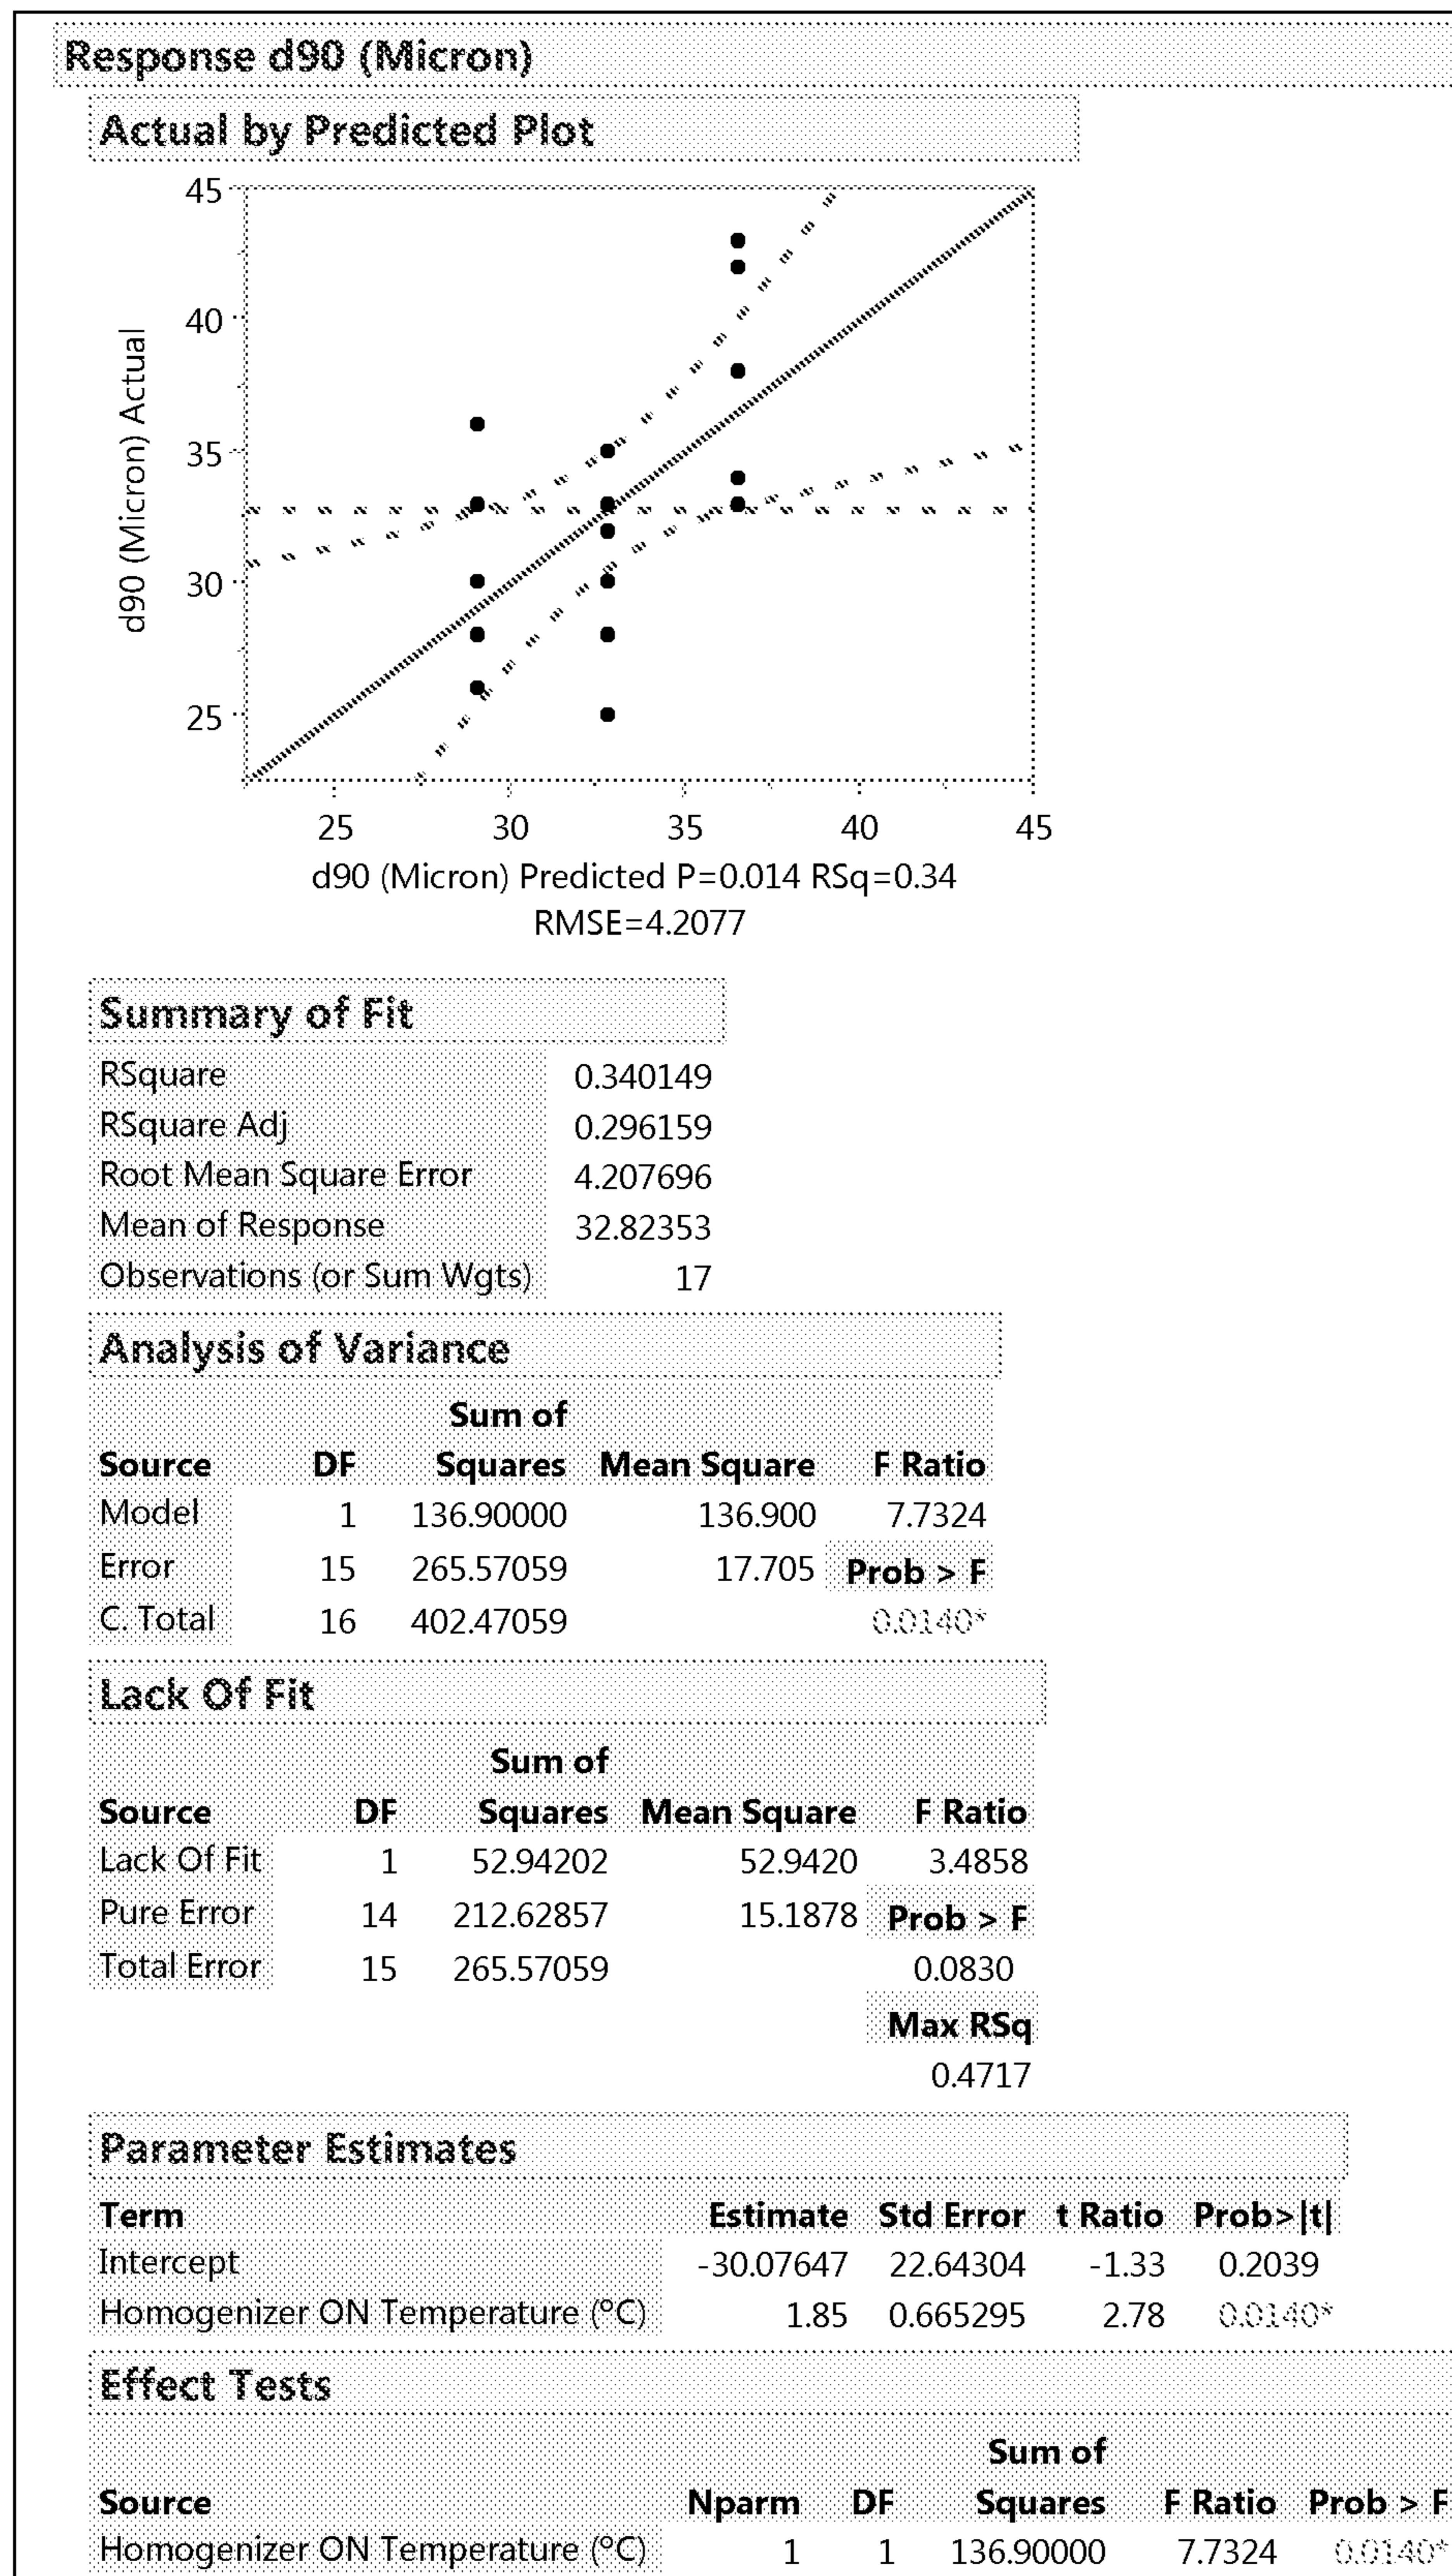 Response d90 (Micron)
Actual by Predicted Plot
45
40
35
30
25
d90 (Micron) Actual
25 30 35 40 45
d90 (Micron) Predicted P=0.014 RSq=0.34
RMSE=4.2077
Summary of Fit
RSquare 0.340149
RSquare Adj 0.296159
Root Mean Square Error 4.207696
Mean of Response 32.82353
Observations (or Sum Wgts) 17
Analysis of Variance
Sum of
Source DF Squares Mean Square F Ratio
Model 1 136.90000 136.900 7.7324
Error 15 265.57059 17.705 Prob > F
C. Total 16 402.47059 0.0140*
Lack Of Fit
Sum of
Source DF Squares Mean Square F Ratio
Lack Of Fit 1 52.94202 52.9420 3.4858
Pure Error 14 212.62857 15.1878 Prob > F
Total Error 15 265.57059 0.0830
Max RSq
0.4717
Parameter Estimates
Term Estimate Std Error t Ratio Prob>|t|
Intercept -30.07647 22.64304 -1.33 0.2039
Homogenizer ON Temperature (°C) 1.85 0.665295 2.78 0.0140*
Effect Tests
Sum of
Source Nparm DF Squares F Ratio Prob > F
Homogenizer ON Temperature (°C) 1 1 136.90000 7.7324 0.0140*